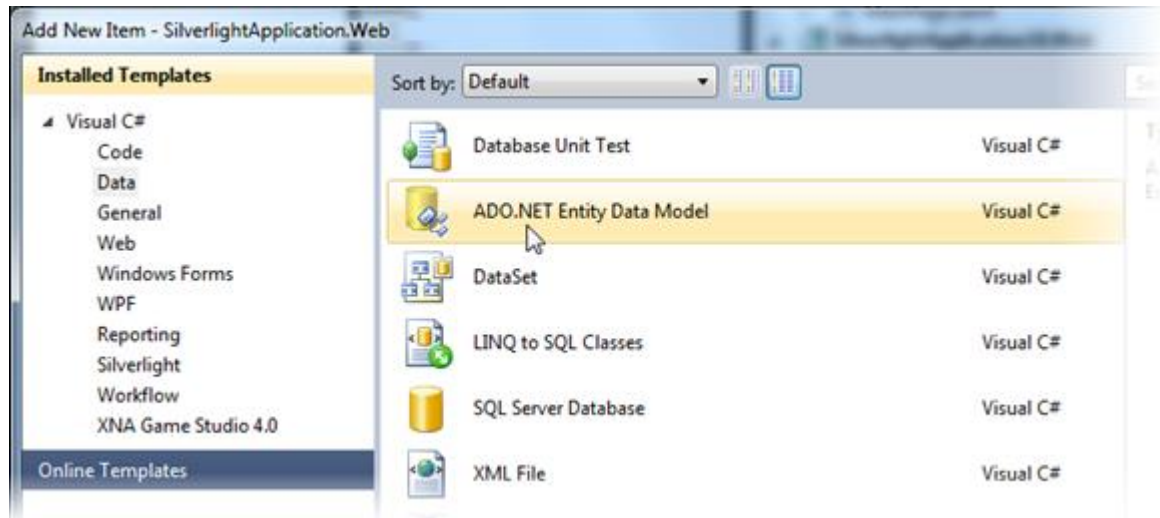 Add New Item - SilverlightApplication.Web
Installed Templates
Visual C#
Code
Data
General
Web
Windows Forms
WPF
Reporting
Silverlight
Workflow
XNA Game Studio 4.0
Online Templates
Sort by: Default
Database Unit Test Visual C#
ADO.NET Entity Data Model Visual C#
DataSet Visual C#
LINQ to SQL Classes Visual C#
SQL Server Database Visual C#
XML File Visual C#